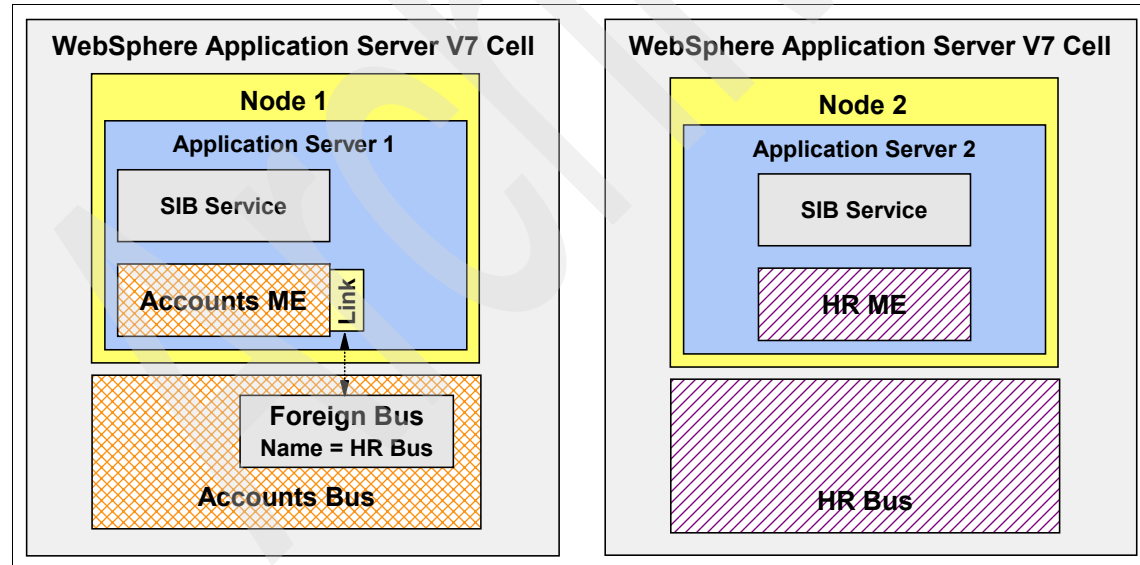 WebSphere Application Server V7 Cell
Node 1
Application Server 1
SIB Service
Accounts ME
Link
Foreign Bus
Name = HR Bus
Accounts Bus
WebSphere Application Server V7 Cell
Node 2
Application Server 2
SIB Service
HR ME
HR Bus